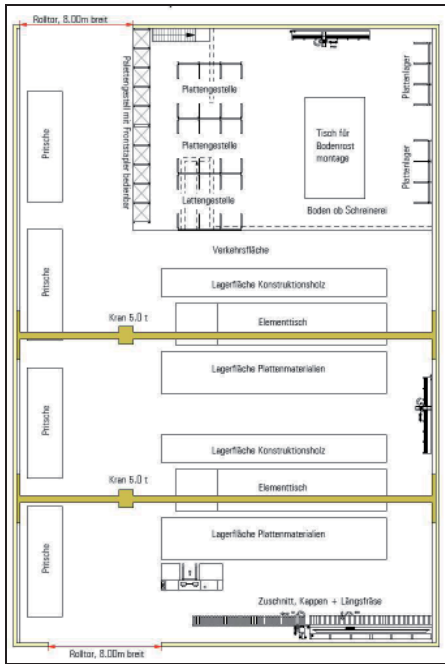 Rolltor, 8.00m breit
Palettengestell mit Frontstapler bedienbar
Plattengestelle
Plattenlager
Pritsche
Tisch für
Bodenrost
montage
Plattengestelle
Plattenlager
Lattengestelle
Boden ob Schreinerei
Verkehrsfläche
Pritsche
Lagerfläche Konstruktionsholz
Kran 5.0 t
Elementtisch
Lagerfläche Plattenmaterialien
Pritsche
Lagerfläche Konstruktionsholz
Kran 5.0 t
Elementtisch
Lagerfläche Plattenmaterialien
Pritsche
Zuschnitt, Kappen + Längsfräse
Rolltor, 8.00m breit